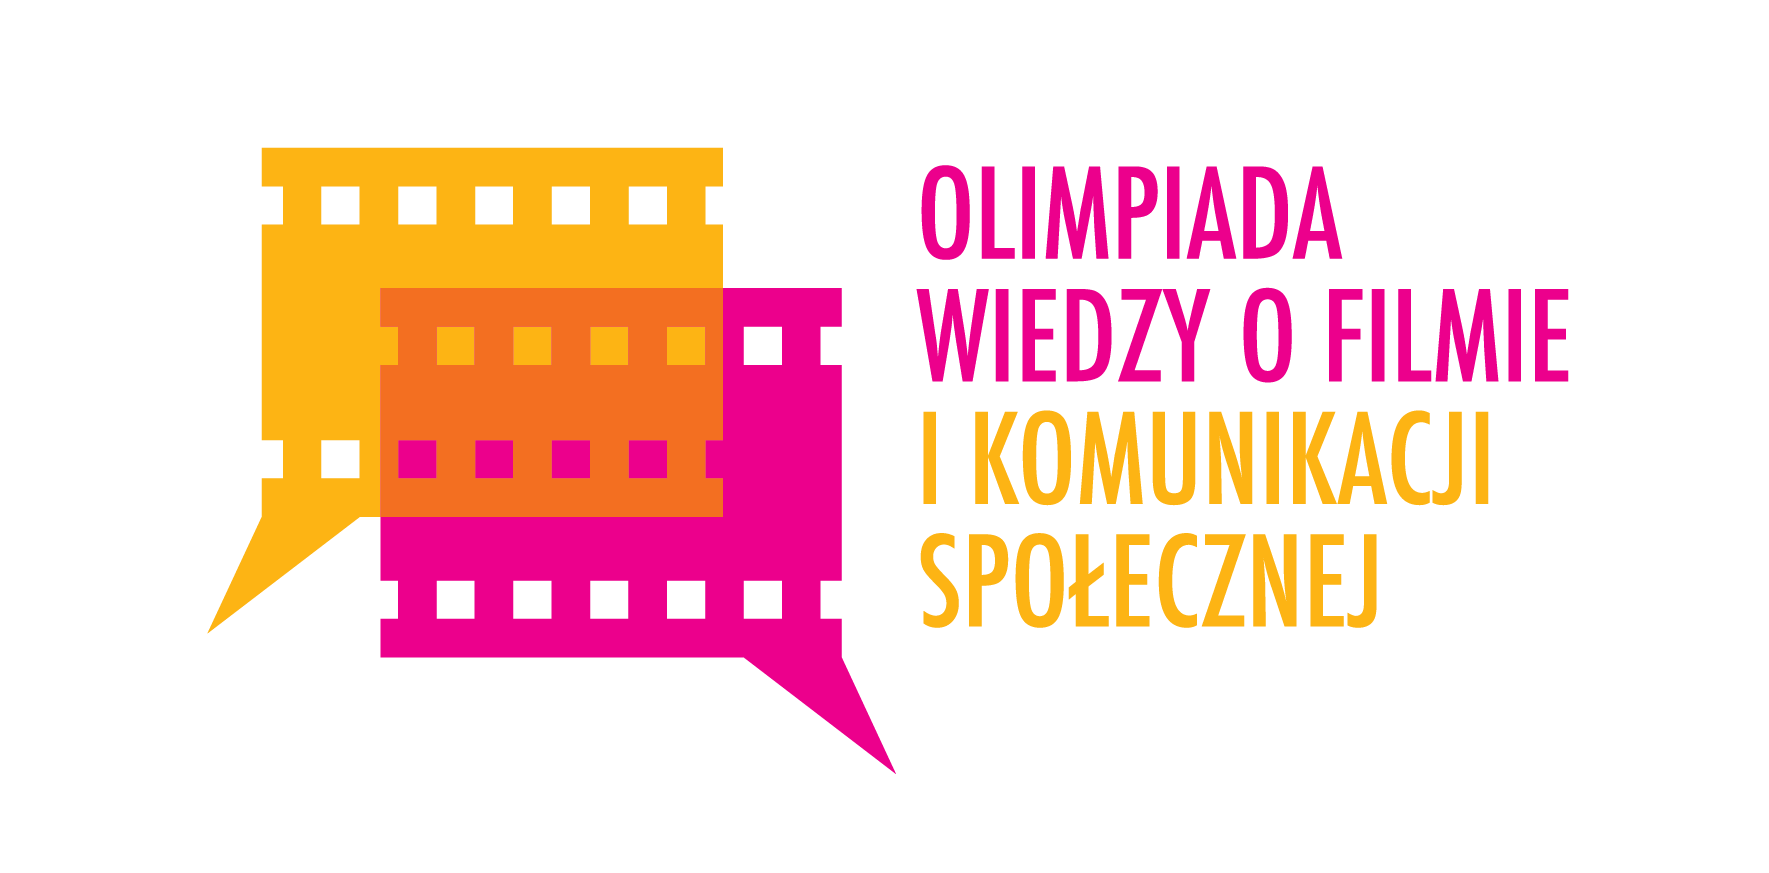 OLIMPIADA
WIEDZY O FILMIE
I KOMUNIKACJI
SPOŁECZNEJ